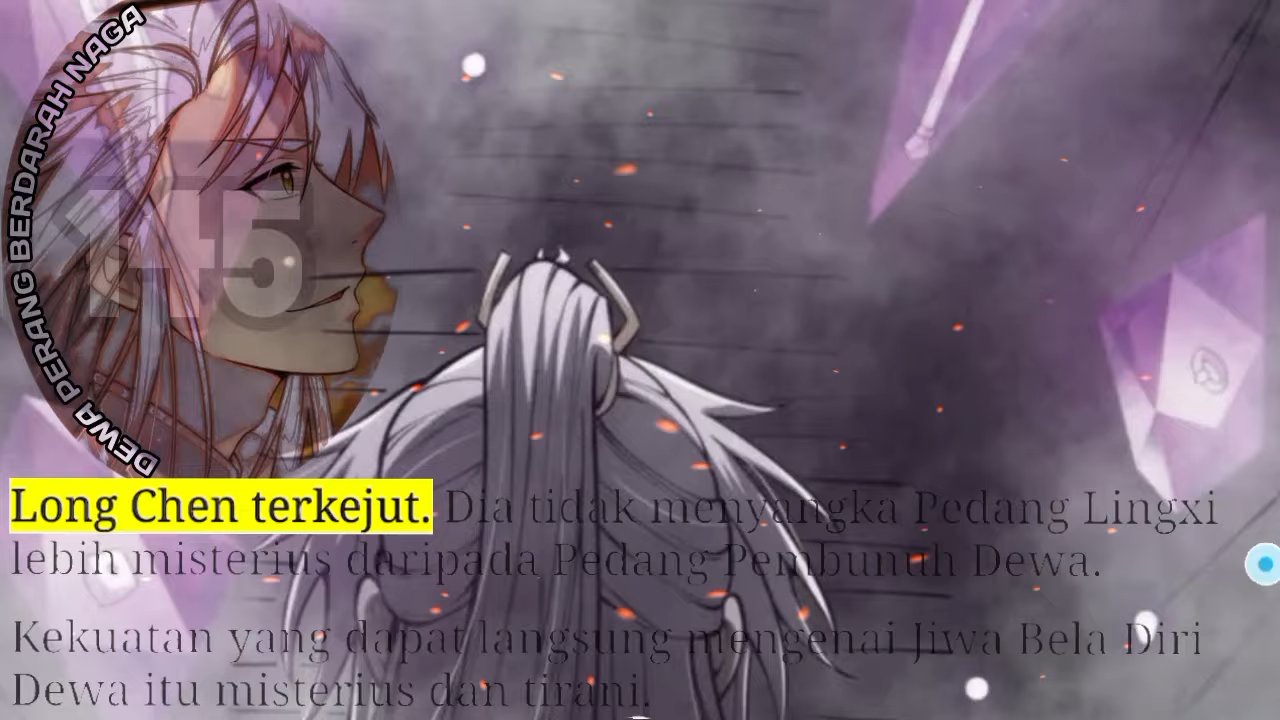 DEWA PERANG BERDARAH NAGA
115
Long Chen terkejut. Dia tidak menyangka Pedang Lingxi
lebih misterius daripada Pedang Pembunuh Dewa.
Kekuatan yang dapat langsung mengenai Jiwa Bela Diri
Dewa itu misterius dan tirani.